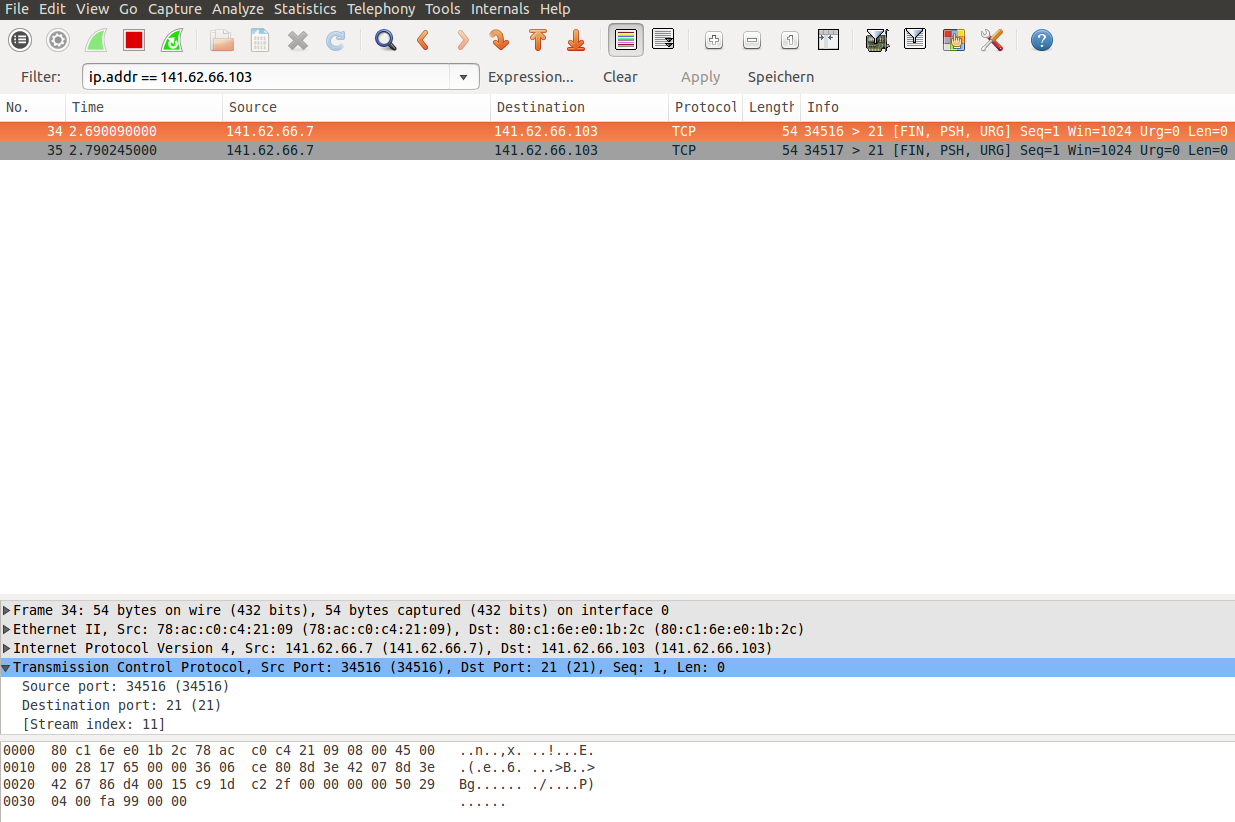 File Edit View Go Capture Analyze Statistics Telephony Tools Internals Help
Filter: ip.addr == 141.62.66.103 Expression... Clear Apply Speichern
No. Time Source Destination Protocol Length Info
34 2.690090000 141.62.66.7 141.62.66.103 TCP 54 34516 > 21 [FIN, PSH, URG] Seq=1 Win=1024 Urg=0 Len=0
35 2.790245000 141.62.66.7 141.62.66.103 TCP 54 34517 > 21 [FIN, PSH, URG] Seq=1 Win=1024 Urg=0 Len=0
Frame 34: 54 bytes on wire (432 bits), 54 bytes captured (432 bits) on interface 0
Ethernet II, Src: 78:ac:c0:c4:21:09 (78:ac:c0:c4:21:09), Dst: 80:c1:6e:e0:1b:2c (80:c1:6e:e0:1b:2c)
Internet Protocol Version 4, Src: 141.62.66.7 (141.62.66.7), Dst: 141.62.66.103 (141.62.66.103)
Transmission Control Protocol, Src Port: 34516 (34516), Dst Port: 21 (21), Seq: 1, Len: 0
Source port: 34516 (34516)
Destination port: 21 (21)
[Stream index: 11]
0000 80 c1 6e e0 1b 2c 78 ac c0 c4 21 09 08 00 45 00 ..n..,x. ..!...E.
0010 00 28 17 65 00 00 36 06 ce 80 8d 3e 42 07 8d 3e .(.e..6. ...>B..>
0020 42 67 86 d4 00 15 c9 1d c2 2f 00 00 00 00 50 29 Bg...... ./....P)
0030 04 00 fa 99 00 00 ......